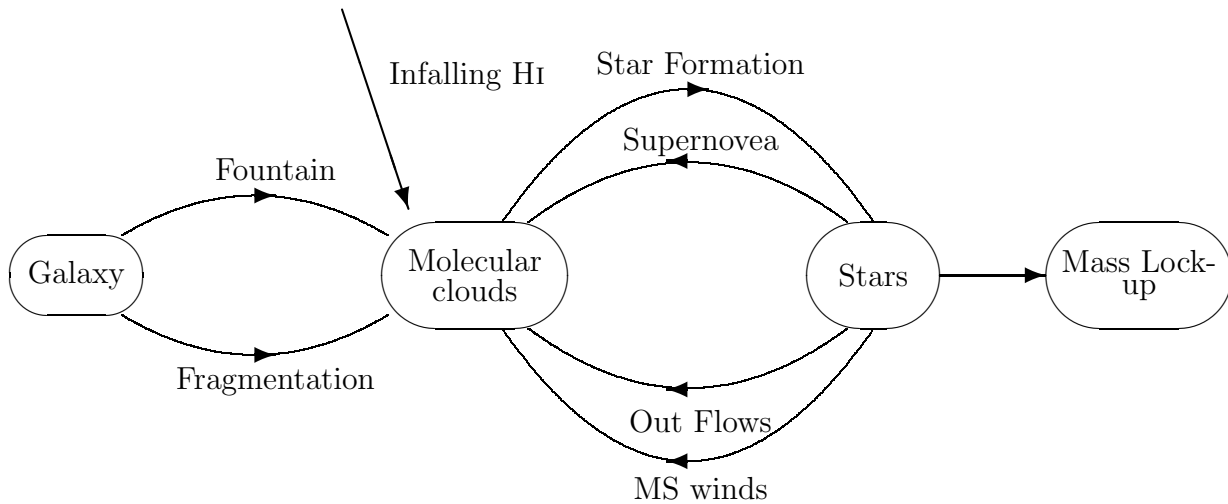 Infalling HI
Star Formation
Supernovea
Fountain
Galaxy
Molecular
clouds
Stars
Mass Lock-
up
Fragmentation
Out Flows
MS winds